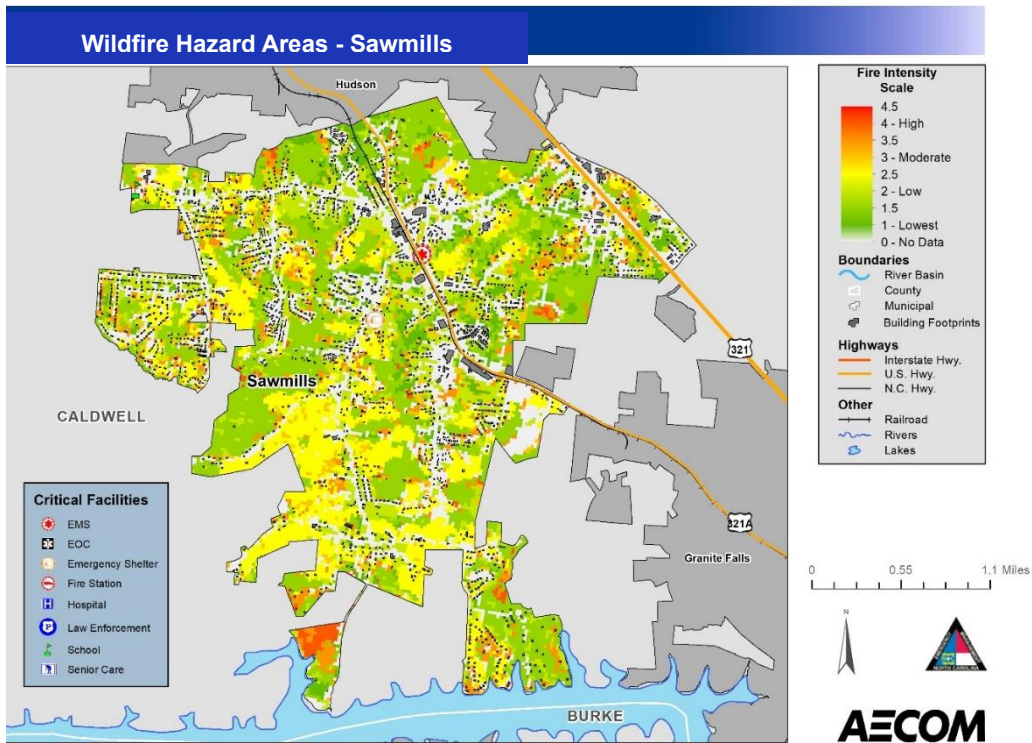 Wildfire Hazard Areas - Sawmills
Hudson
Sawmills
CALDWELL
321
321A
Granite Falls
BURKE
Critical Facilities
EMS
EOC
Emergency Shelter
Fire Station
Hospital
Law Enforcement
School
Senior Care
Fire Intensity
Scale
4.5
4 - High
3.5
3 - Moderate
2.5
2 - Low
1.5
1 - Lowest
0 - No Data
Boundaries
River Basin
County
Municipal
Building Footprints
Highways
Interstate Hwy.
U.S. Hwy.
N.C. Hwy.
Other
Railroad
Rivers
Lakes
0 0.55 1.1 Miles
N
NORTH CAROLINA
AECOM